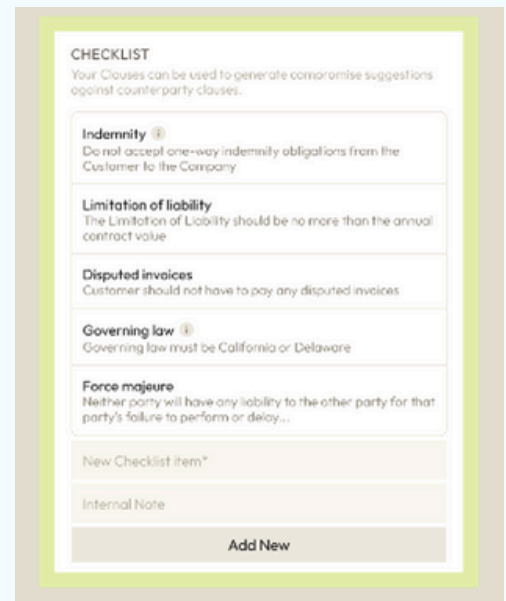 CHECKLIST
Your Clauses can be used to generate compromise suggestions
against counterparty clauses.
Indemnity
Do not accept one-way indemnity obligations from the
Customer to the Company
Limitation of liability
The Limitation of Liability should be no more than the annual
contract value
Disputed invoices
Customer should not have to pay any disputed invoices
Governing law
Governing law must be California or Delaware
Force majeure
Neither party will have any liability to the other party for that
party's failure to perform or delay...
New Checklist item*
Internal Note
Add New